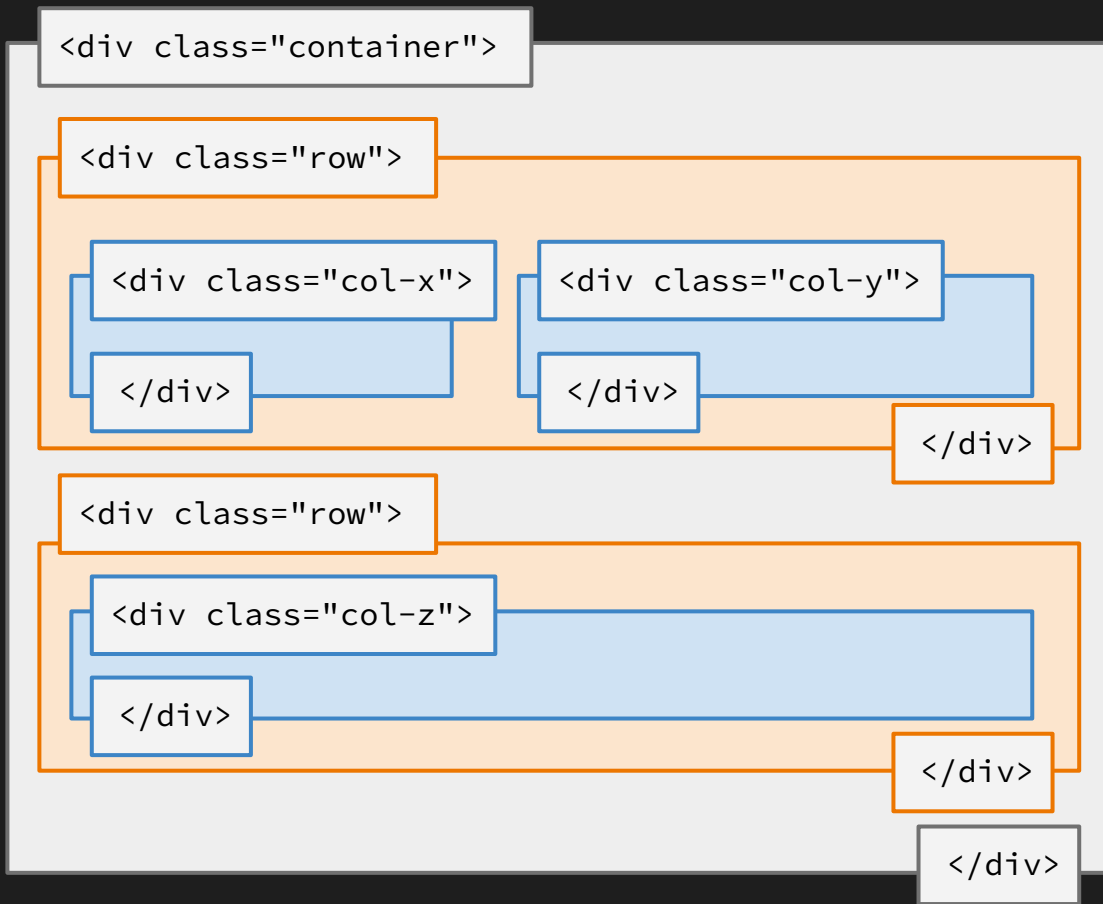 <div class="container">
<div class="row">
<div class="col-x"> <div class="col-y">
</div> </div>
</div>
<div class="row">
<div class="col-z">
</div>
</div>
</div>